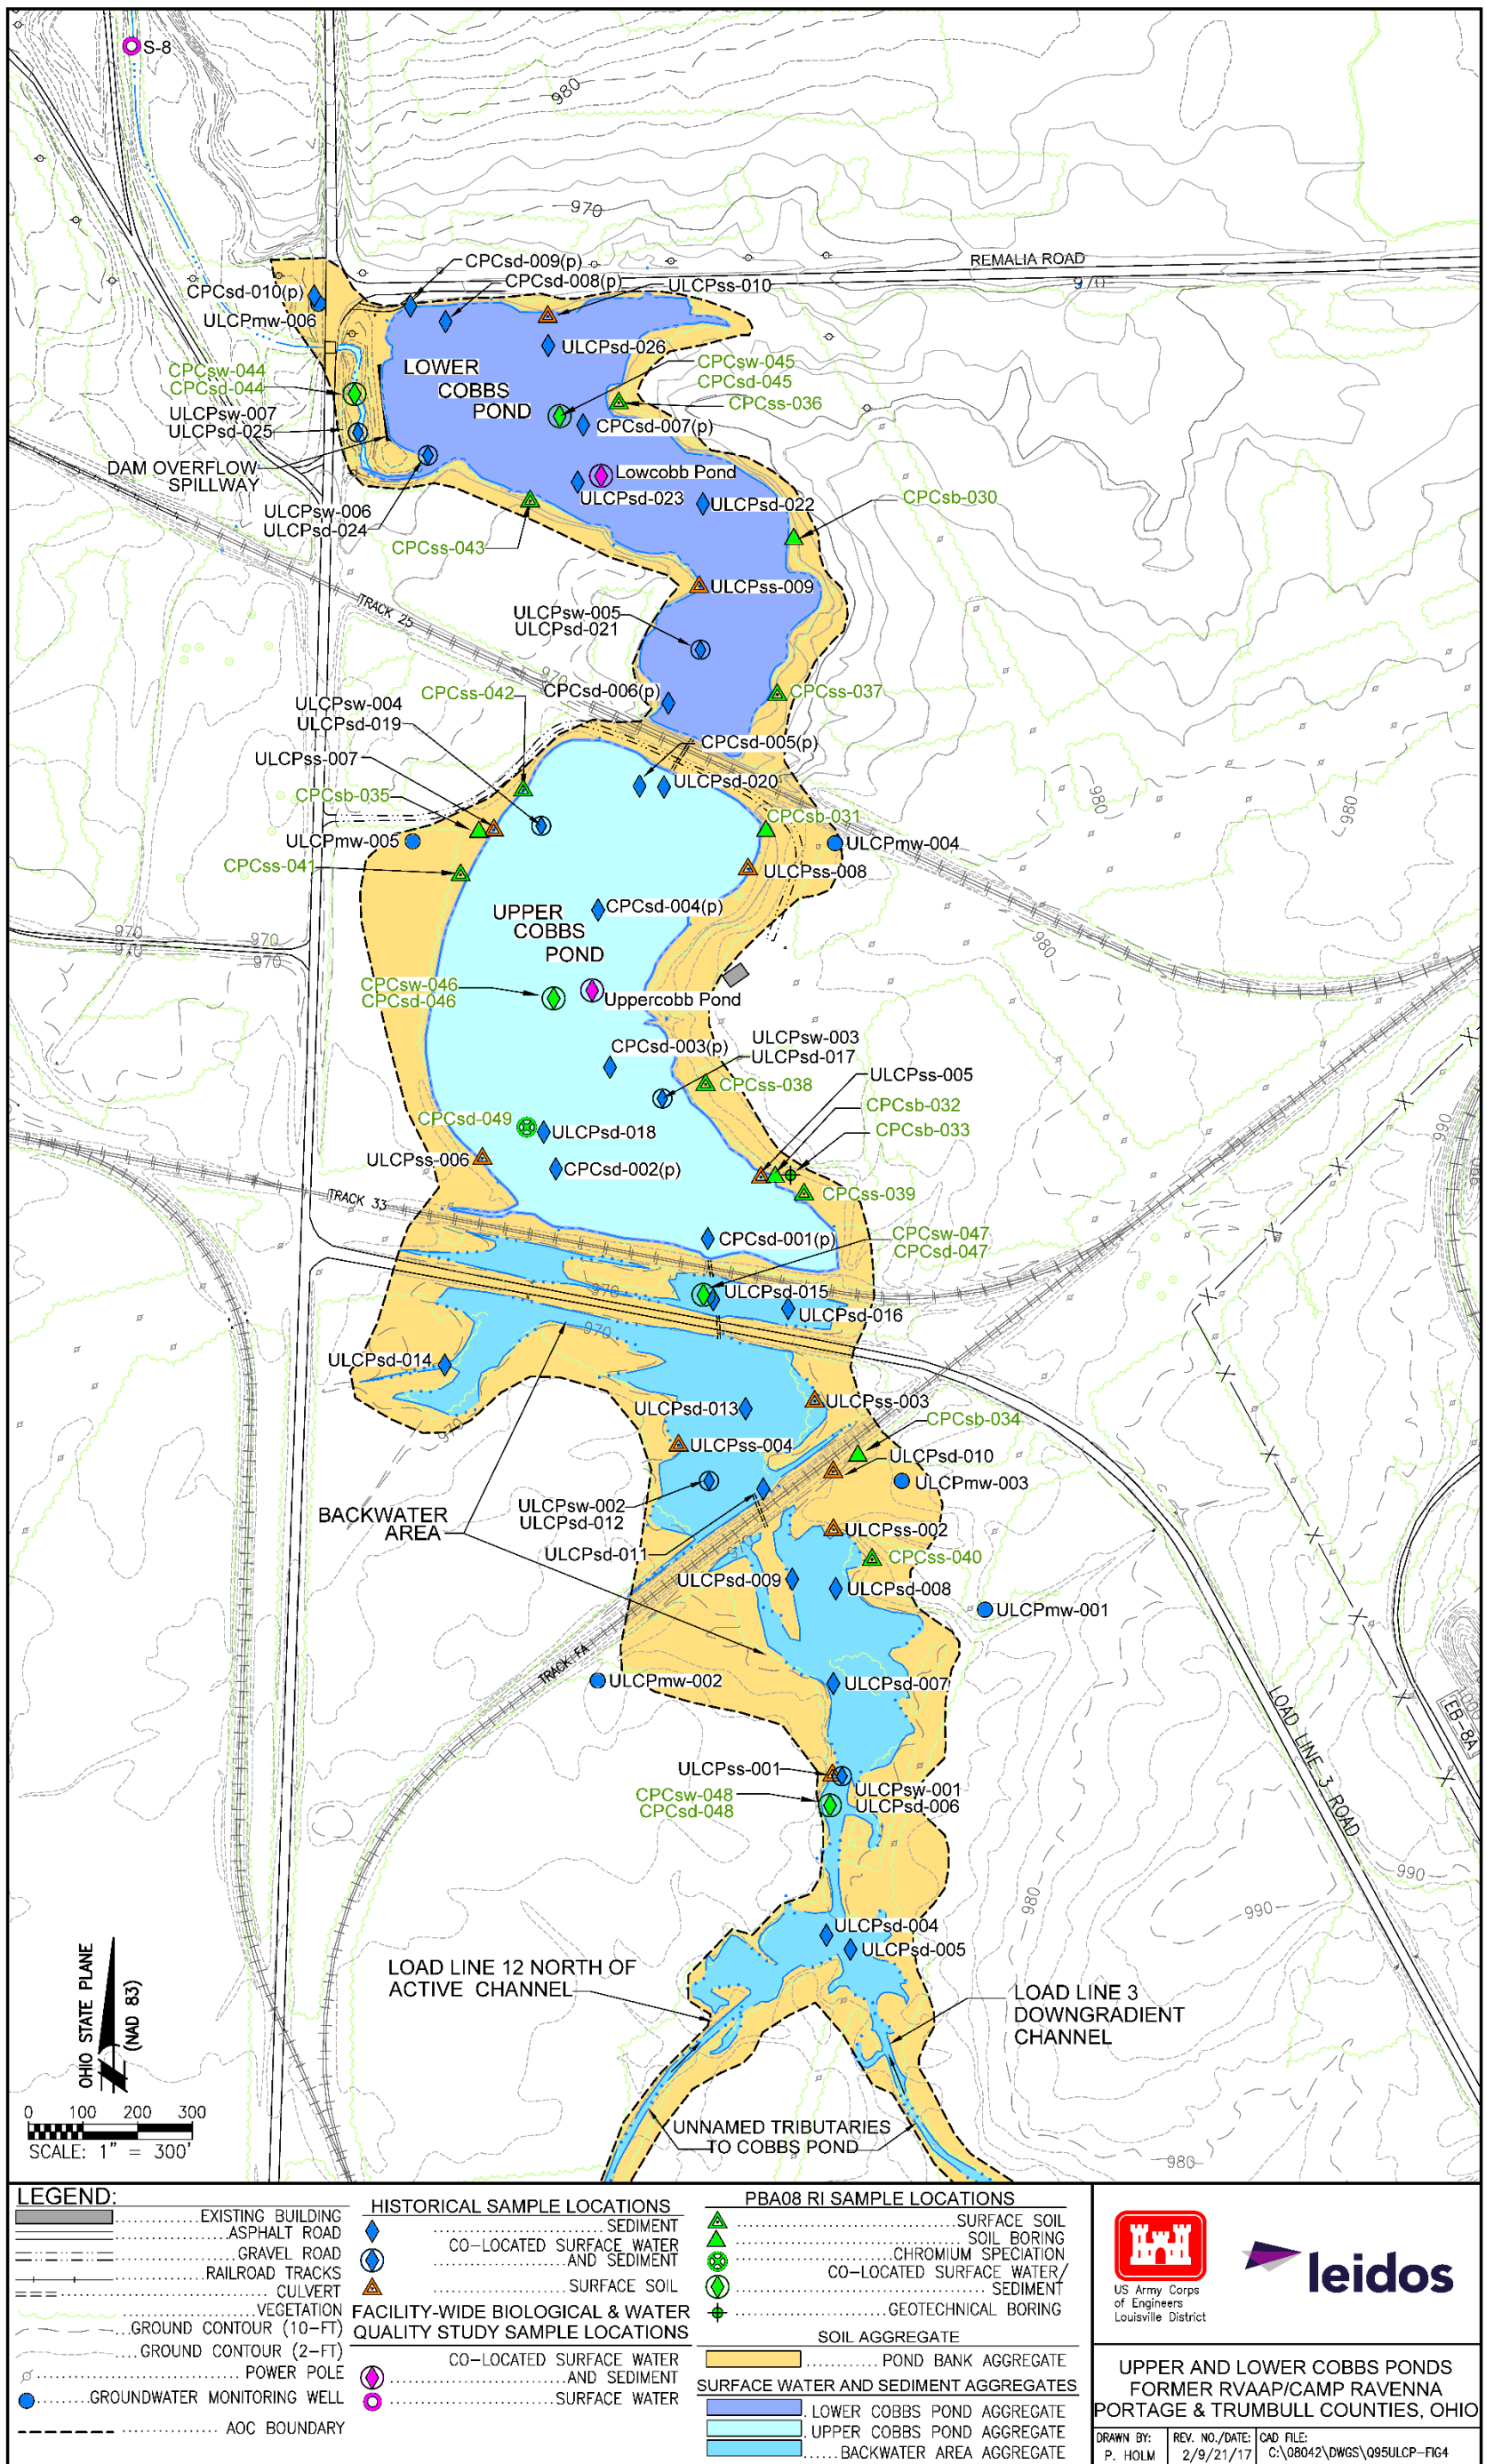 S-8
980
970
REMALIA ROAD
970
CPCsd-009(p)
CPCsd-008(p)
CPCsd-010(p)
ULCPss-010
ULCPmw-006
ULCPsd-026
LOWER
COBBS
POND
CPCsw-044
CPCsd-044
CPCsw-045
CPCsd-045
CPCss-036
ULCPsw-007
ULCPsd-025
CPCsd-007(p)
DAM OVERFLOW
SPILLWAY
Lowcobb Pond
ULCPsd-023
ULCPsd-022
CPCsb-030
ULCPsw-006
ULCPsd-024
CPCss-043
ULCPss-009
TRACK 25
ULCPsw-005
ULCPsd-021
970
CPCss-042
CPCsd-006(p)
CPCss-037
ULCPsw-004
ULCPsd-019
CPCsd-005(p)
ULCPss-007
ULCPsd-020
CPCsb-035
CPCsb-031
980
980
ULCPmw-005
ULCPmw-004
CPCss-041
ULCPss-008
UPPER
COBBS
POND
CPCsd-004(p)
970
970
970
980
CPCsw-046
CPCsd-046
Uppercobb Pond
ULCPsw-003
ULCPsd-017
CPCsd-003(p)
ULCPss-005
CPCss-038
CPCsb-032
CPCsb-033
CPCsd-049
ULCPsd-018
990
ULCPss-006
CPCsd-002(p)
TRACK 33
CPCss-039
CPCsd-001(p)
CPCsw-047
CPCsd-047
970
ULCPsd-015
ULCPsd-016
970
ULCPsd-014
ULCPss-003
ULCPsd-013
CPCsb-034
970
ULCPss-004
ULCPsd-010
ULCPmw-003
ULCPsw-002
ULCPsd-012
BACKWATER
AREA
ULCPss-002
ULCPsd-011
970
CPCss-040
ULCPsd-009
ULCPsd-008
ULCPmw-001
TRACK FA
ULCPmw-002
ULCPsd-007
LOAD LINE 3 ROAD
1000
EB-8A
ULCPss-001
ULCPsw-001
ULCPsd-006
CPCsw-048
CPCsd-048
990
980
990
ULCPsd-004
ULCPsd-005
LOAD LINE 12 NORTH OF
ACTIVE CHANNEL
LOAD LINE 3
DOWNGRADIENT
CHANNEL
OHIO STATE PLANE
(NAD 83)
0 100 200 300
SCALE: 1" = 300'
UNNAMED TRIBUTARIES
TO COBBS POND
980
LEGEND:
EXISTING BUILDING
ASPHALT ROAD
GRAVEL ROAD
RAILROAD TRACKS
CULVERT
VEGETATION
GROUND CONTOUR (10-FT)
GROUND CONTOUR (2-FT)
POWER POLE
GROUNDWATER MONITORING WELL
AOC BOUNDARY
HISTORICAL SAMPLE LOCATIONS
SEDIMENT
CO-LOCATED SURFACE WATER
AND SEDIMENT
SURFACE SOIL
FACILITY-WIDE BIOLOGICAL & WATER
QUALITY STUDY SAMPLE LOCATIONS
CO-LOCATED SURFACE WATER
AND SEDIMENT
SURFACE WATER
PBA08 RI SAMPLE LOCATIONS
SURFACE SOIL
SOIL BORING
CHROMIUM SPECIATION
CO-LOCATED SURFACE WATER/
SEDIMENT
GEOTECHNICAL BORING
SOIL AGGREGATE
POND BANK AGGREGATE
SURFACE WATER AND SEDIMENT AGGREGATES
LOWER COBBS POND AGGREGATE
UPPER COBBS POND AGGREGATE
BACKWATER AREA AGGREGATE
US Army Corps
of Engineers
Louisville District
leidos
UPPER AND LOWER COBBS PONDS
FORMER RVAAP/CAMP RAVENNA
PORTAGE & TRUMBULL COUNTIES, OHIO
DRAWN BY:
P. HOLM
REV. NO./DATE:
2/9/21/17
CAD FILE:
C:\08042\DWGS\Q95ULCP-FIG4